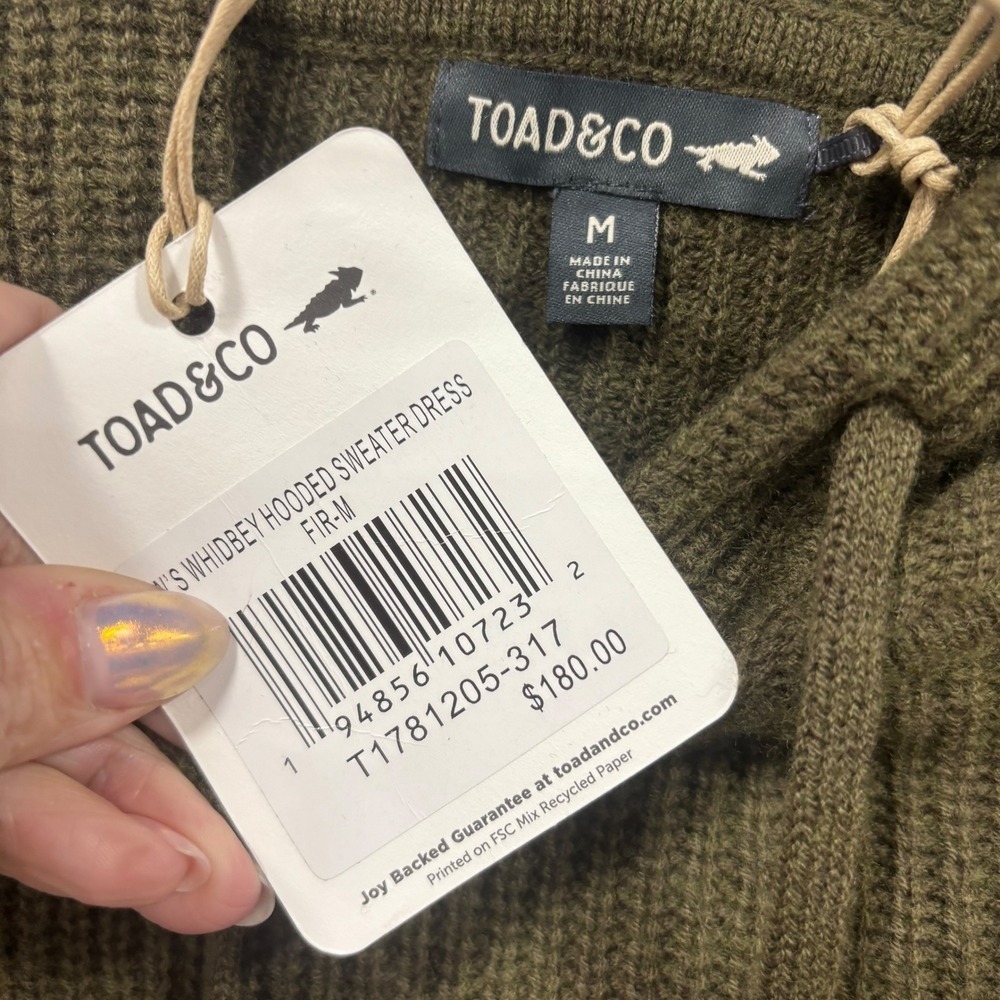 TOAD&CO
M
MADE IN
CHINA
FABRIQUE
EN CHINE
TOAD&CO
W'S WHIDBEY HOODED SWEATER DRESS
FIR-M
1 94856 10723 2
T1781205-317
$180.00
Joy Backed Guarantee at toadandco.com
Printed on FSC Mix Recycled Paper